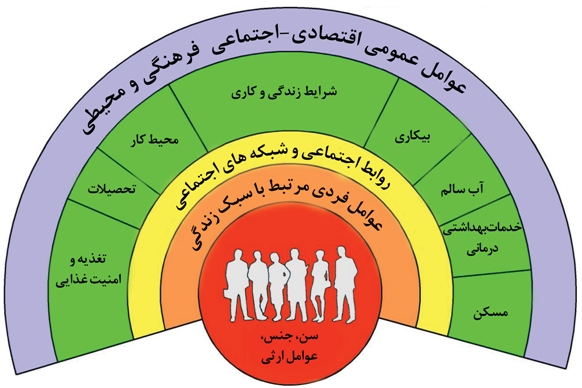 عوامل عمومی اقتصادی-اجتماعی فرهنگی و محیطی
شرایط زندگی و کاری
بیکاری
محیط کار
آب سالم
تحصیلات
خدمات‌بهداشتی
درمانی
تغذیه و
امنیت غذایی
مسکن
روابط اجتماعی و شبکه های اجتماعی
عوامل فردی مرتبط با سبک زندگی
سن، جنس،
عوامل ارثی